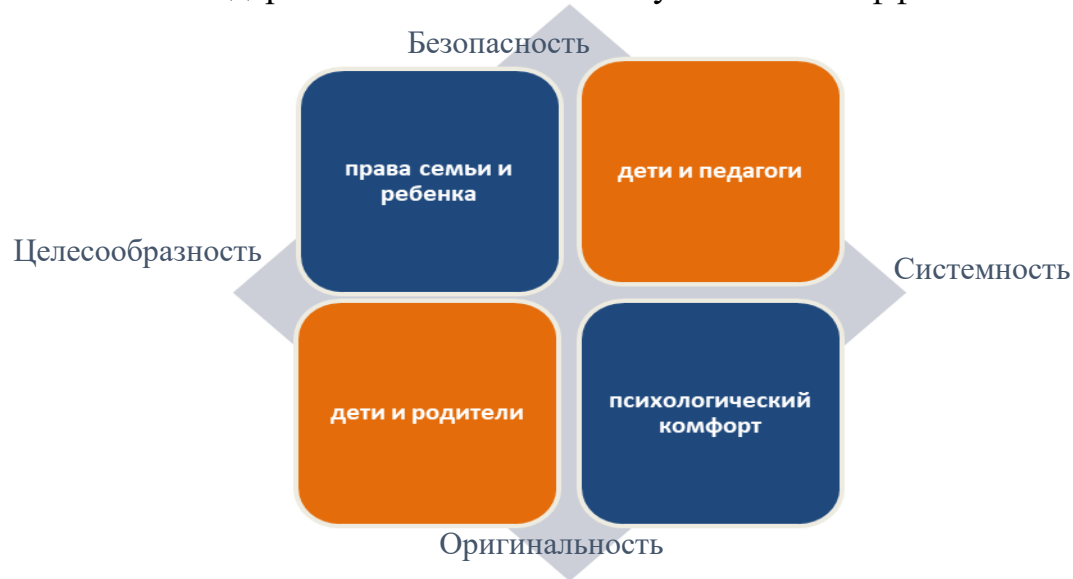 Безопасность
права семьи и
ребенка
дети и педагоги
Целесообразность
Системность
дети и родители
психологический
комфорт
Оригинальность